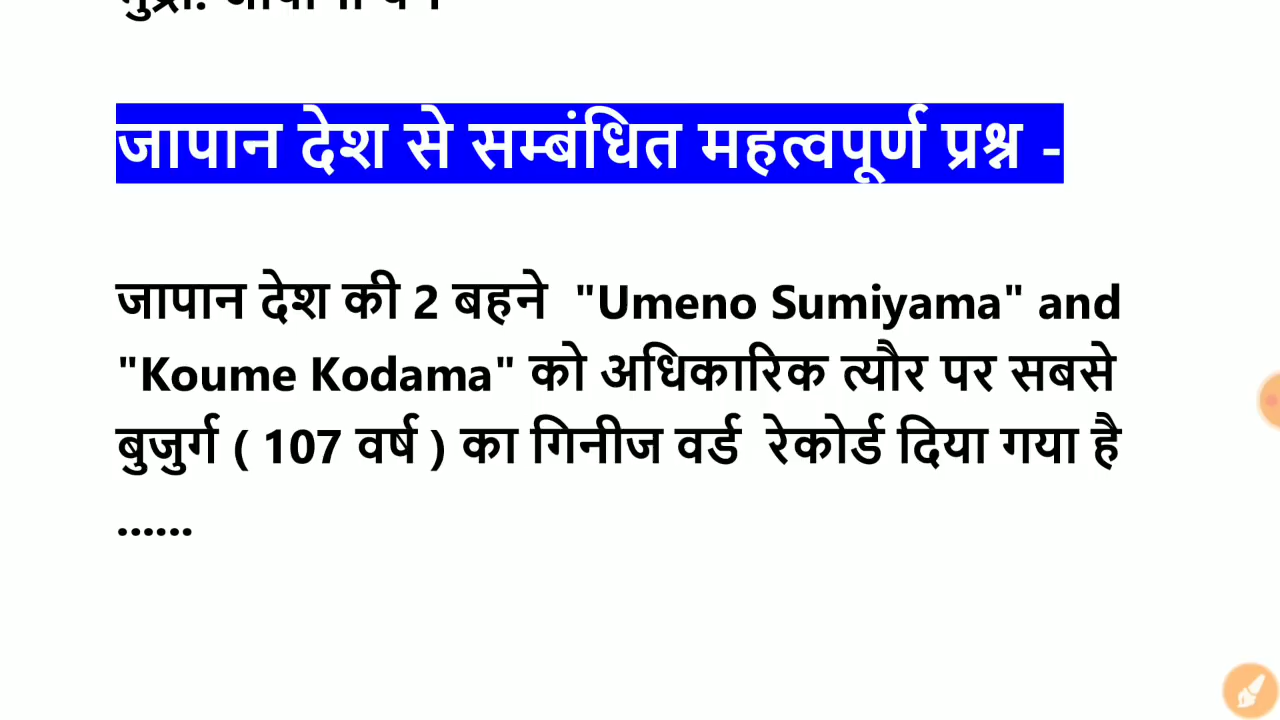 जापान देश से सम्बंधित महत्वपूर्ण प्रश्न -
जापान देश की 2 बहने "Umeno Sumiyama" and
"Koume Kodama" को अधिकारिक त्यौर पर सबसे
बुजुर्ग ( 107 वर्ष ) का गिनीज वर्ड रेकोर्ड दिया गया है
......